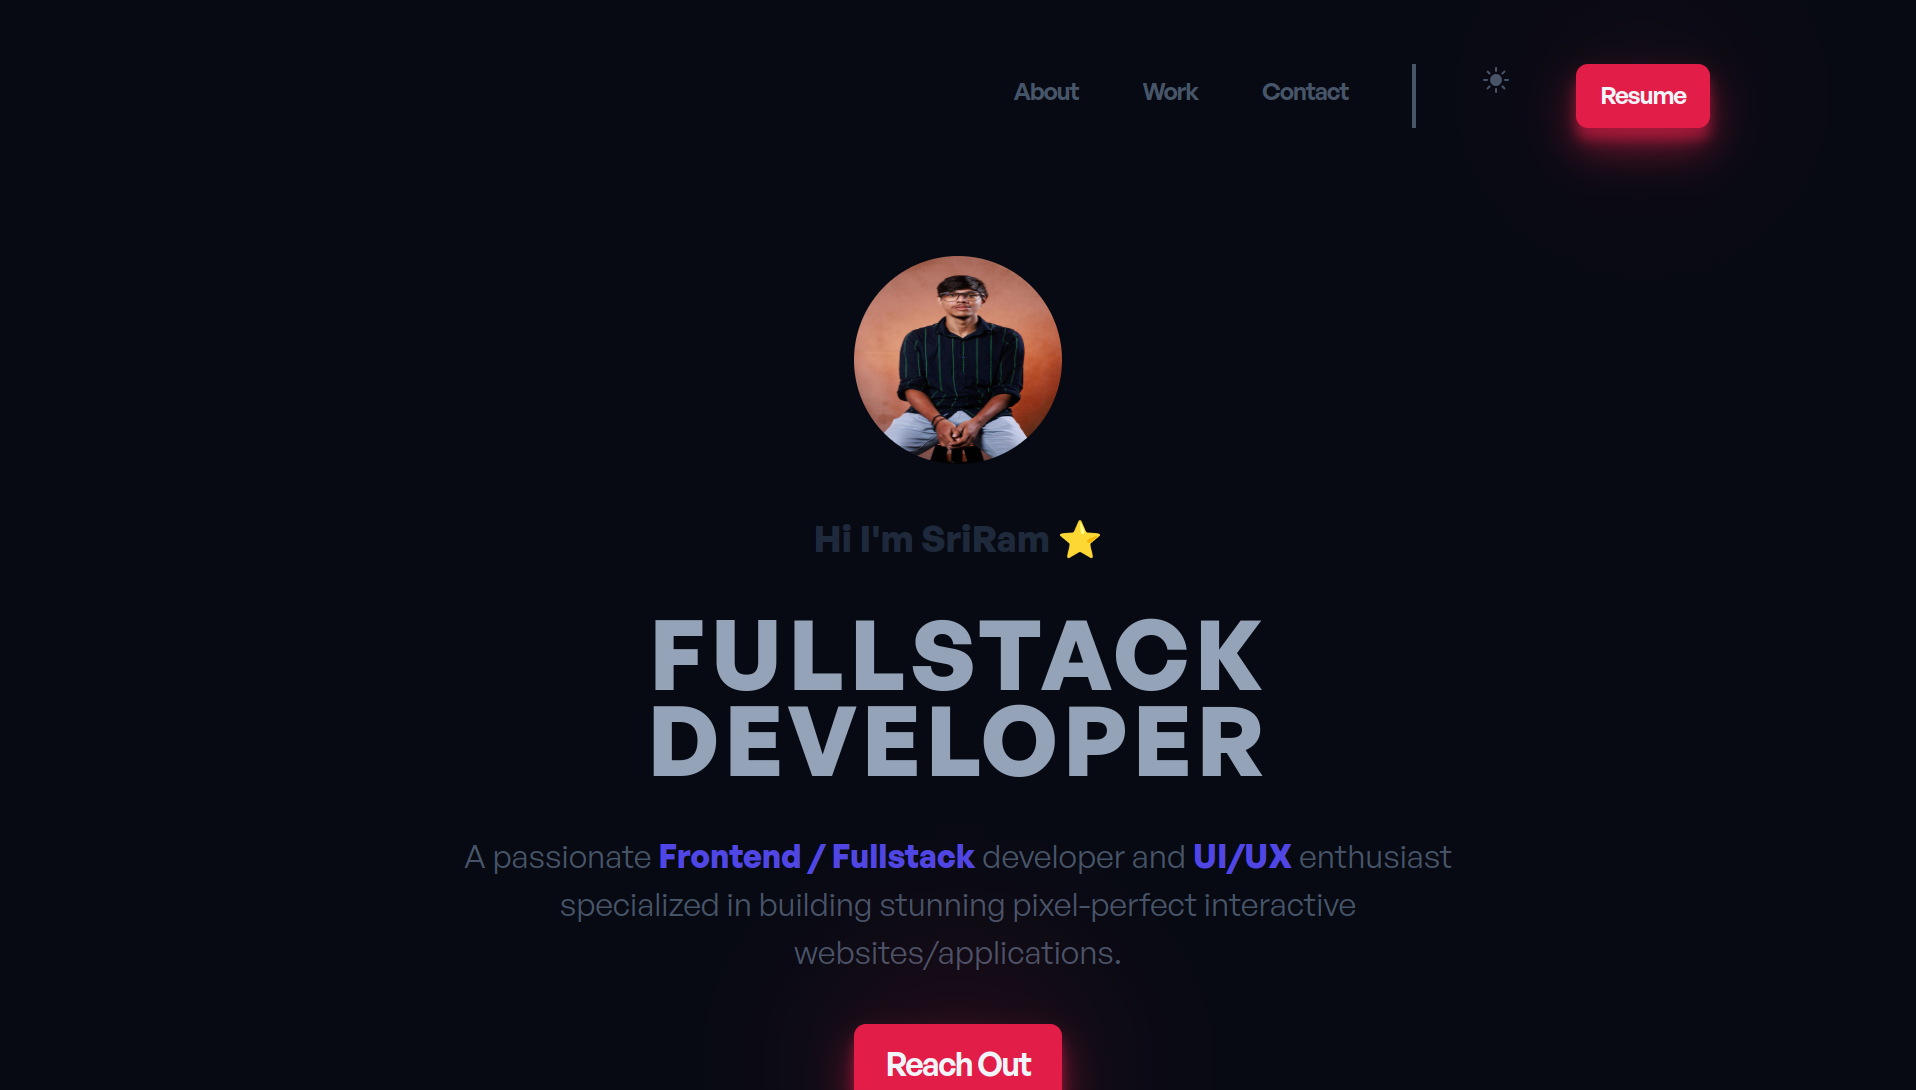 About Work Contact Resume
Hi I'm SriRam ⭐
FULLSTACK
DEVELOPER
A passionate Frontend / Fullstack developer and UI/UX enthusiast
specialized in building stunning pixel-perfect interactive
websites/applications.
Reach Out